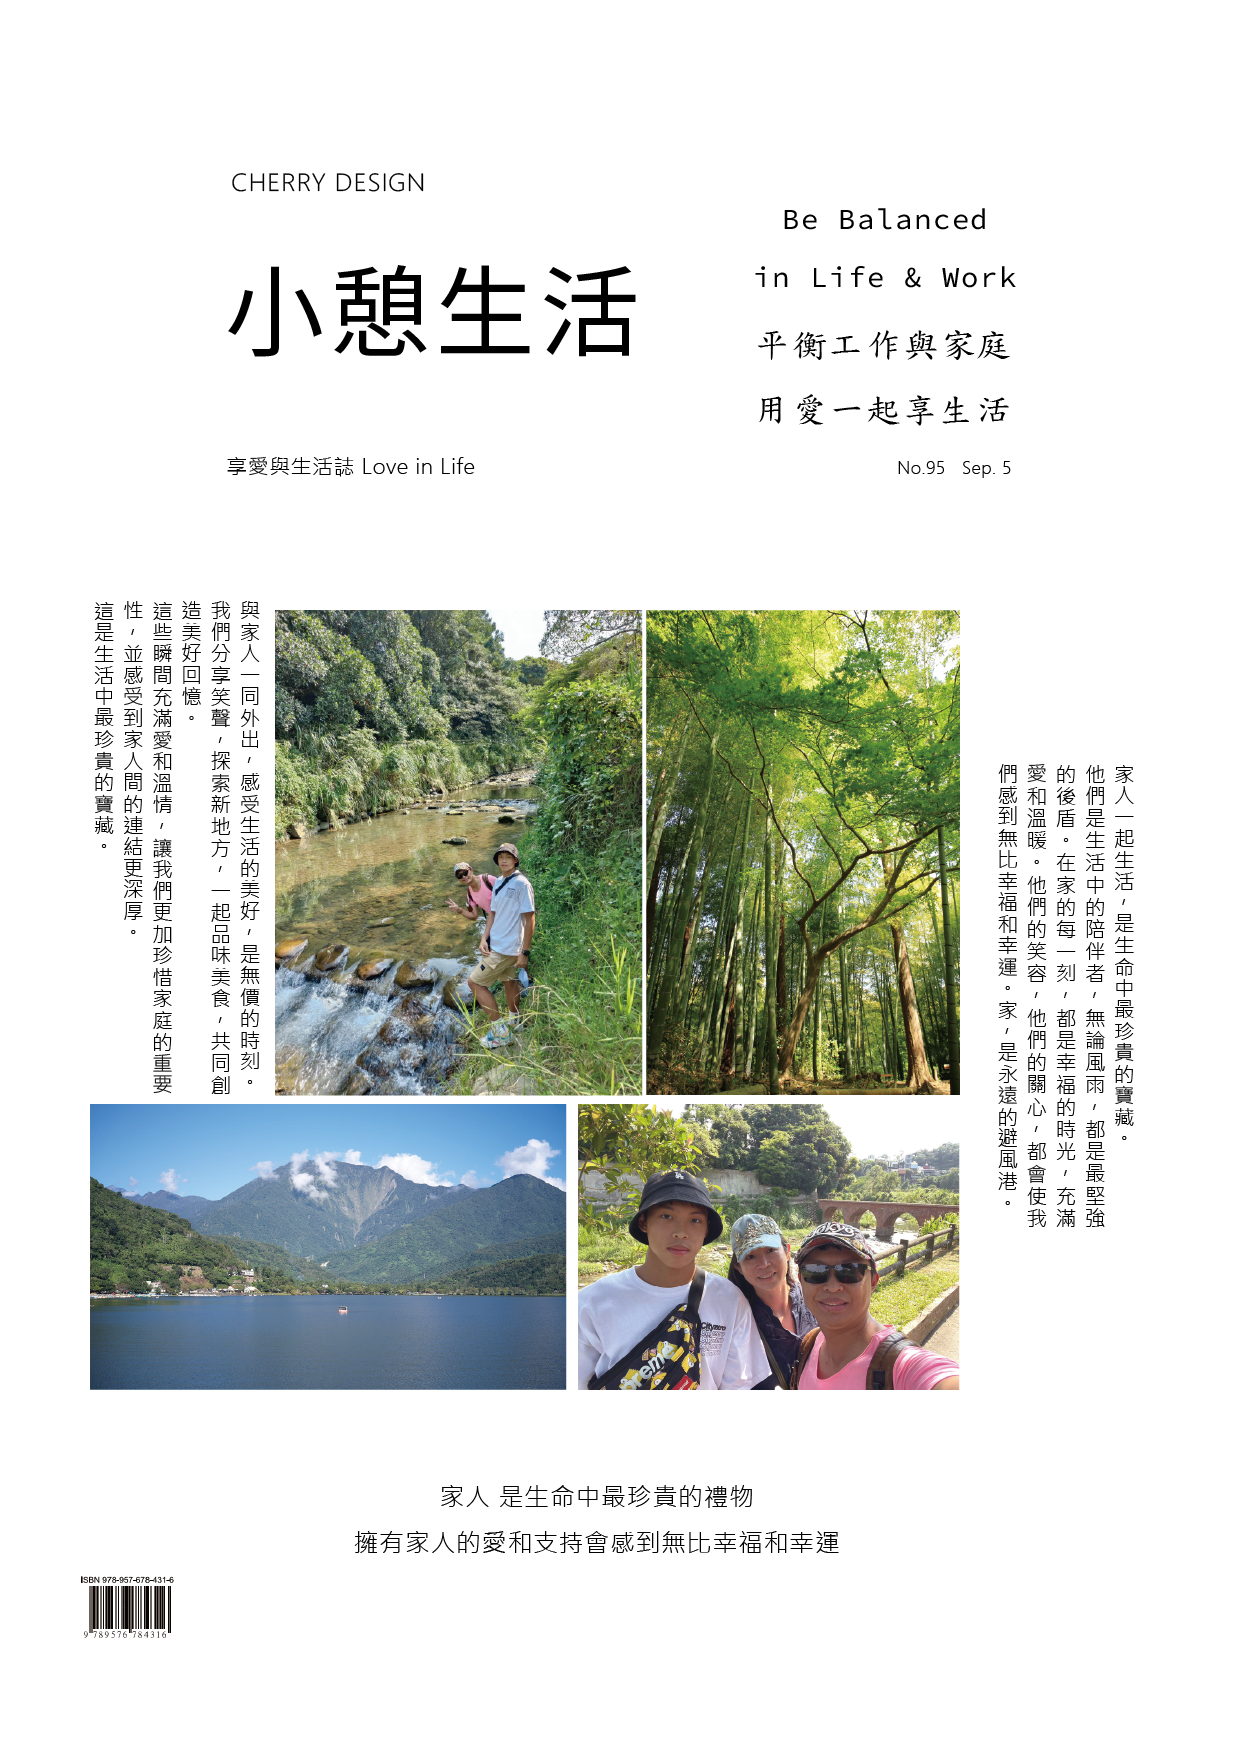 CHERRY DESIGN
小憩生活
Be Balanced
in Life & Work
平衡工作與家庭
用愛一起享生活
享愛與生活誌 Love in Life
No.95 Sep. 5
與家人一同外出，感受生活的美好，是無價的時刻。
我們分享笑聲，探索新地方，一起品味美食，共同創
造美好回憶。
這些瞬間充滿愛和溫情，讓我們更加珍惜家庭的重要
性，並感受到家人間的連結更深厚。
這是生活中最珍貴的寶藏。
家人一起生活，是生命中最珍貴的寶藏。
他們是生活中的陪伴者，無論風雨，都是最堅強
的後盾。在家的每一刻，都是幸福的時光，充滿
愛和溫暖。他們的笑容，他們的關心，都會使我
們感到無比幸福和幸運。家，是永遠的避風港。
家人 是生命中最珍貴的禮物
擁有家人的愛和支持會感到無比幸福和幸運
ISBN 978-957-678-431-6
9 789576 784316